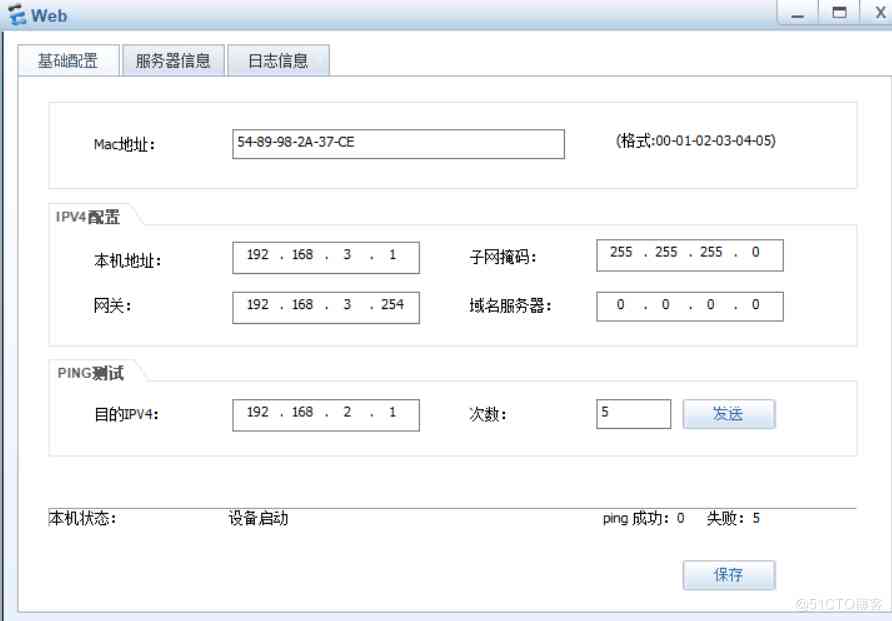 Web
基础配置 服务器信息 日志信息
Mac地址： 54-89-98-2A-37-CE (格式:00-01-02-03-04-05)
IPV4配置
本机地址： 192 . 168 . 3 . 1 子网掩码： 255 . 255 . 255 . 0
网关： 192 . 168 . 3 . 254 域名服务器： 0 . 0 . 0 . 0
PING测试
目的IPV4： 192 . 168 . 2 . 1 次数： 5 发送
本机状态： 设备启动 ping 成功：0 失败：5
保存
@51CTO博客